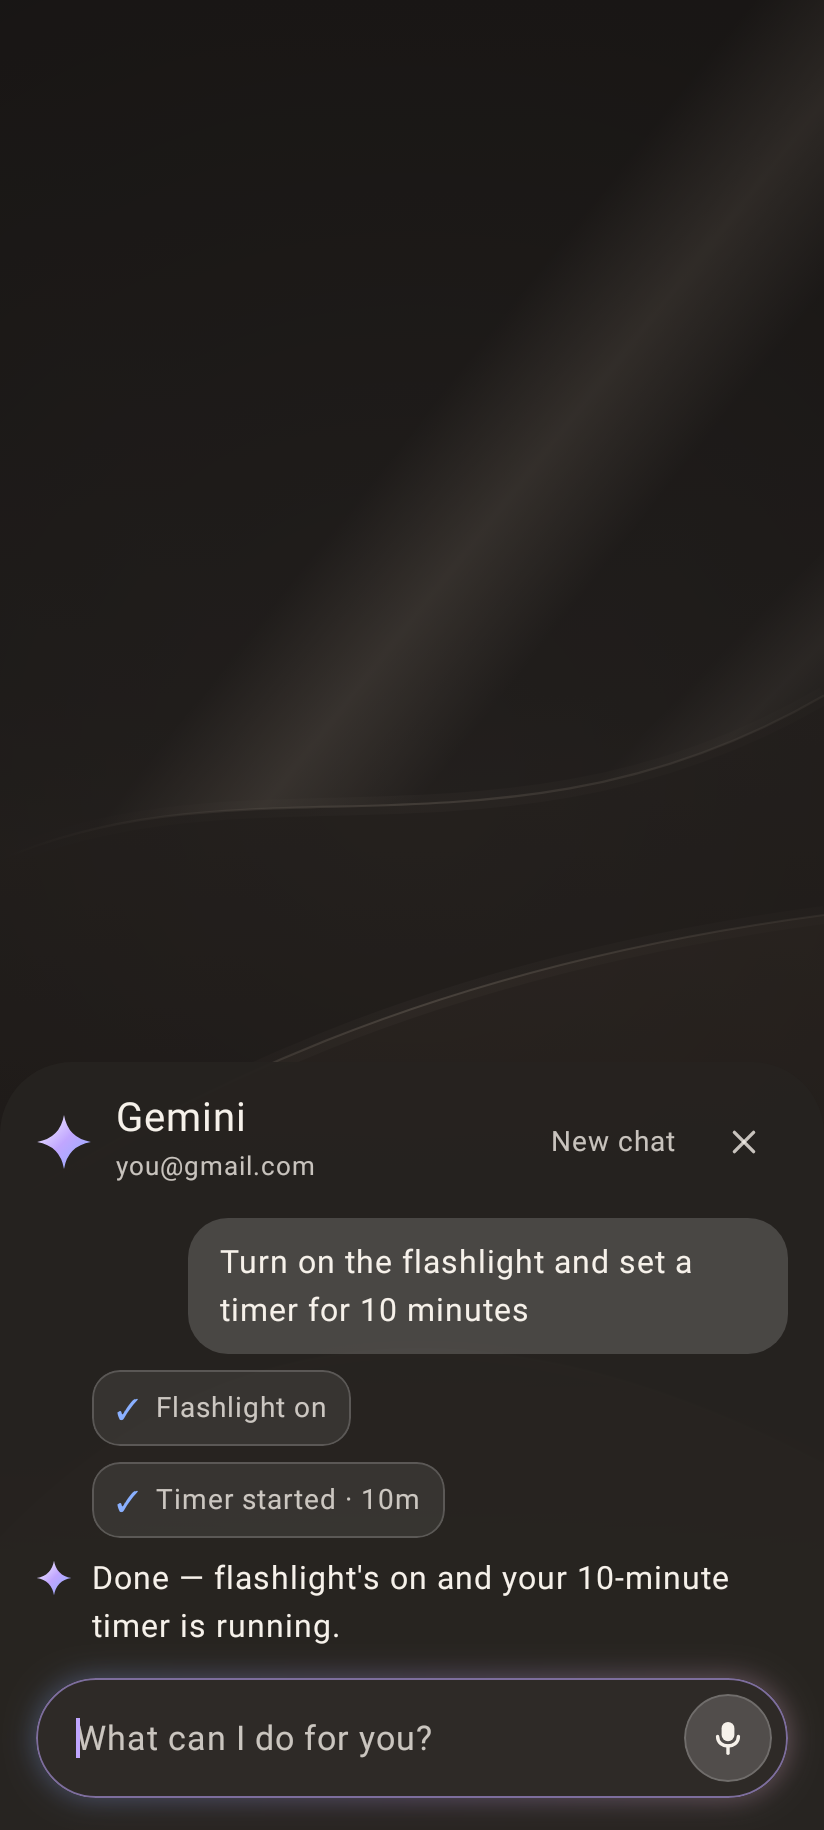 Gemini
you@gmail.com
New chat
Turn on the flashlight and set a
timer for 10 minutes
✓ Flashlight on
✓ Timer started · 10m
Done — flashlight's on and your 10-minute
timer is running.
What can I do for you?